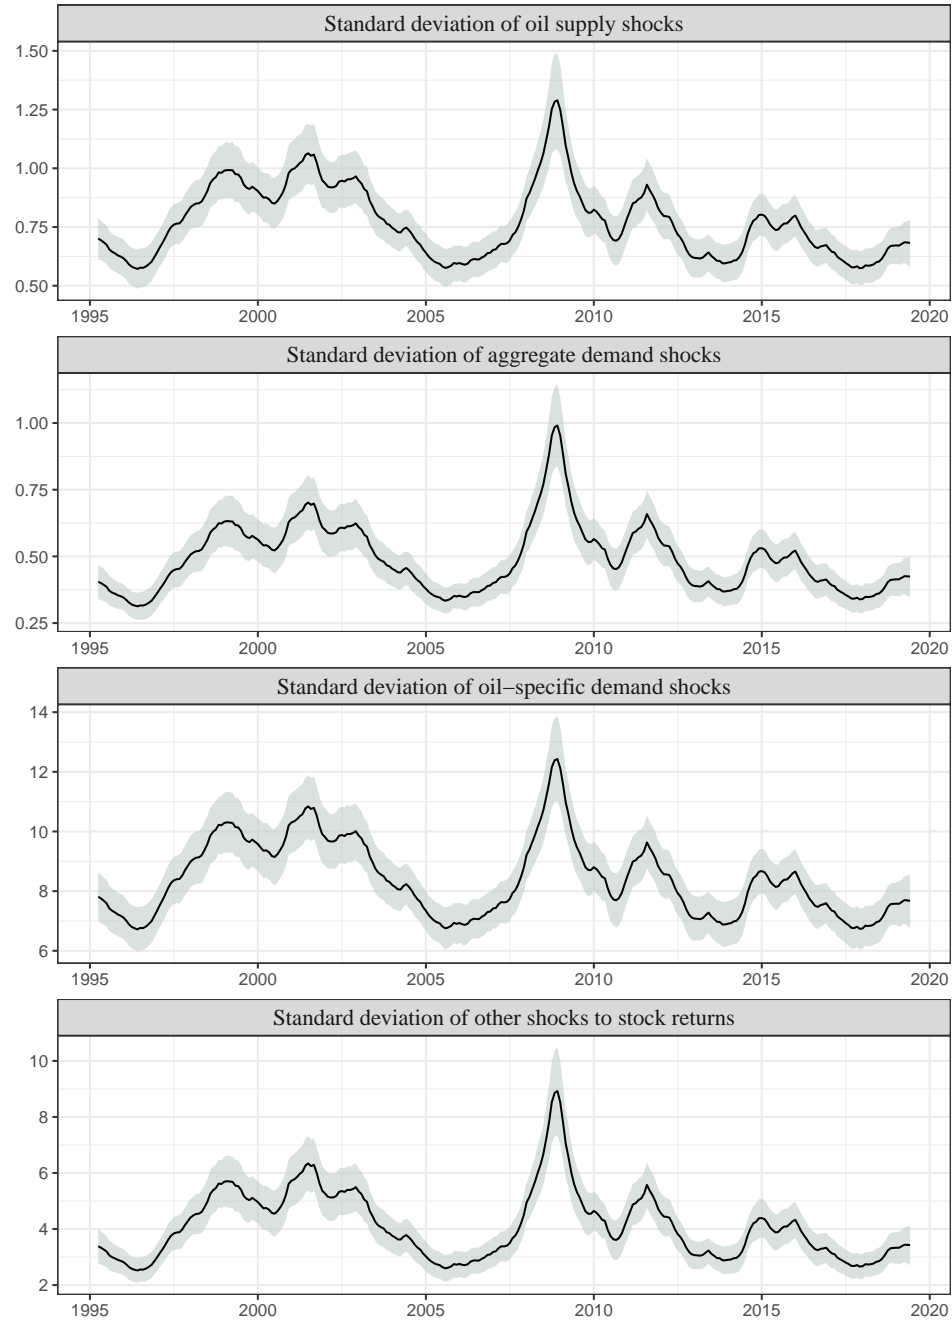 Standard deviation of oil supply shocks
1.50
1.25
1.00
0.75
0.50
1995 2000 2005 2010 2015 2020
Standard deviation of aggregate demand shocks
1.00
0.75
0.50
0.25
1995 2000 2005 2010 2015 2020
Standard deviation of oil−specific demand shocks
14
12
10
8
6
1995 2000 2005 2010 2015 2020
Standard deviation of other shocks to stock returns
10
8
6
4
2
1995 2000 2005 2010 2015 2020